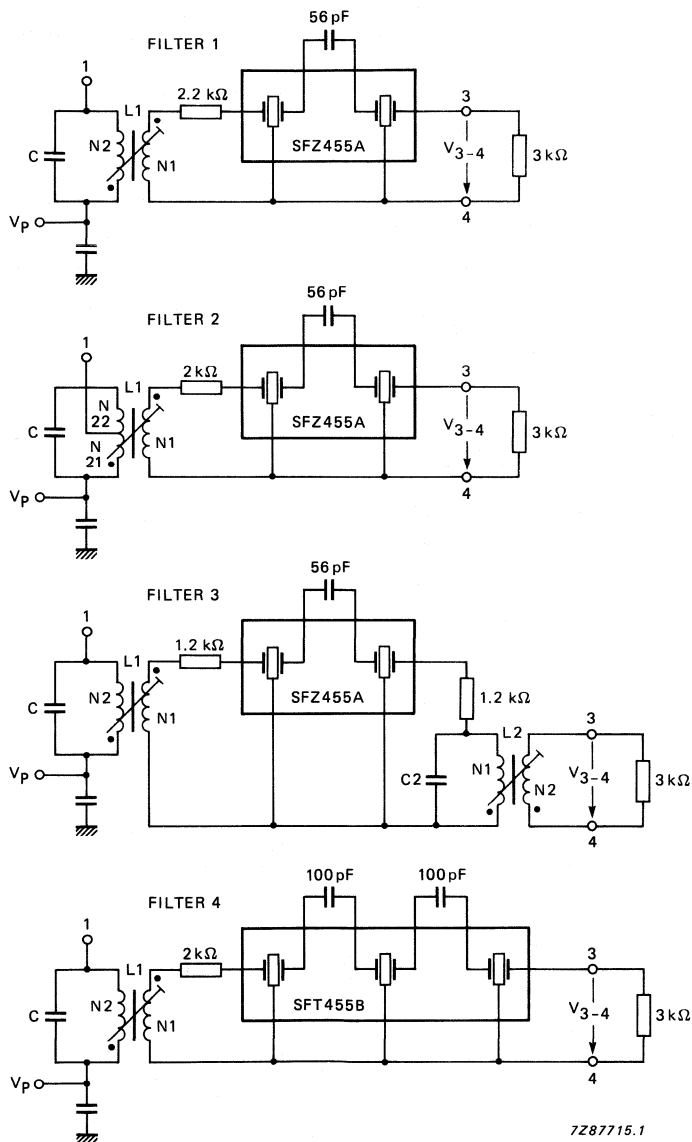 56 pF
FILTER 1
1
L1
2.2 kΩ
3
C
N2
N1
SFZ455A
V3-4
3 kΩ
VP
4
56 pF
FILTER 2
1
L1
2 kΩ
3
N
22
C
N1
SFZ455A
V3-4
3 kΩ
N
21
VP
4
56 pF
FILTER 3
1
L1
1.2 kΩ
C
N2
N1
SFZ455A
1.2 kΩ
L2
3
VP
C2
N1
N2
V3-4
3 kΩ
4
100 pF 100 pF
FILTER 4
1
L1
2 kΩ
3
C
N2
N1
SFT455B
V3-4
3 kΩ
VP
4
7Z87715.1